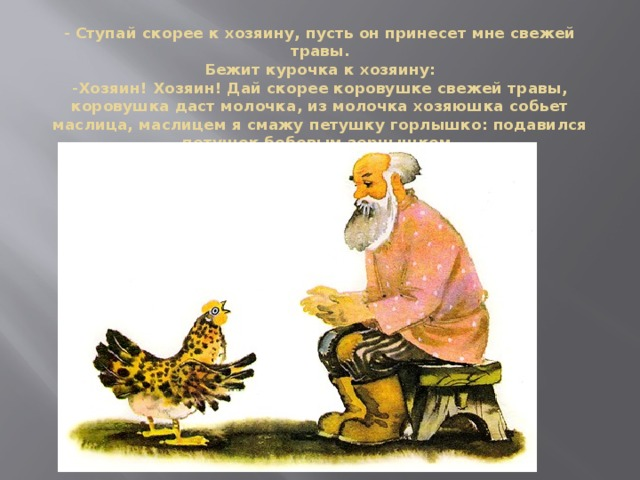 - Ступай скорее к хозяину, пусть он принесет мне свежей
травы.
Бежит курочка к хозяину:
-Хозяин! Хозяин! Дай скорее коровушке свежей травы,
коровушка даст молочка, из молочка хозяюшка собьет
маслица, маслицем я смажу петушку горлышко: подавился
петушок бобовым зернышком.